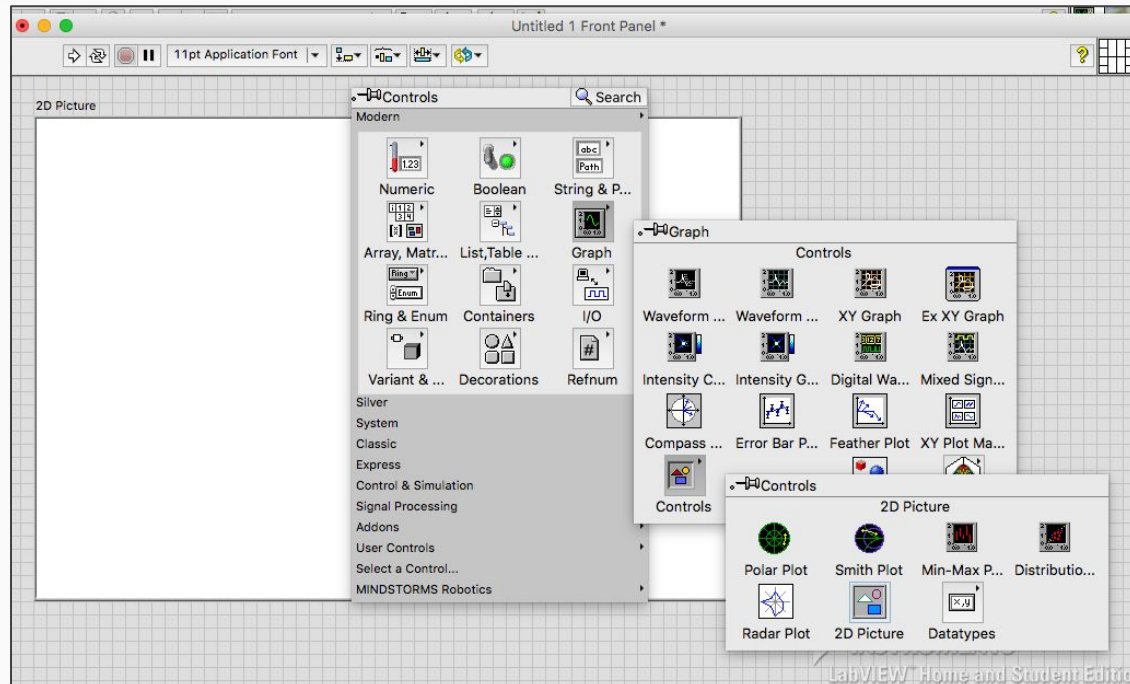 Untitled 1 Front Panel *
11pt Application Font
2D Picture
Controls
Search
Modern
1.23
abc
Path
Numeric
Boolean
String & P...
Array, Matr...
List,Table ...
Graph
Ring
Enum
Ring & Enum
Containers
I/O
#
Variant & ...
Decorations
Refnum
Silver
System
Classic
Express
Control & Simulation
Signal Processing
Addons
User Controls
Select a Control...
MINDSTORMS Robotics
Graph
Controls
Waveform ...
Waveform ...
XY Graph
Ex XY Graph
Intensity C...
Intensity G...
Digital Wa...
Mixed Sign...
Compass ...
Error Bar P...
Feather Plot
XY Plot Ma...
Controls
Controls
2D Picture
Polar Plot
Smith Plot
Min-Max P...
Distributio...
x,y
Radar Plot
2D Picture
Datatypes
LabVIEW™ Home and Student Editio